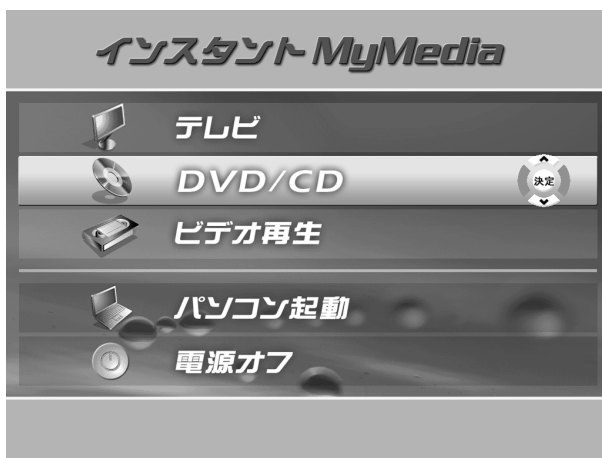 インスタントMyMedia
テレビ
DVD/CD
決定
ビデオ再生
パソコン起動
電源オフ